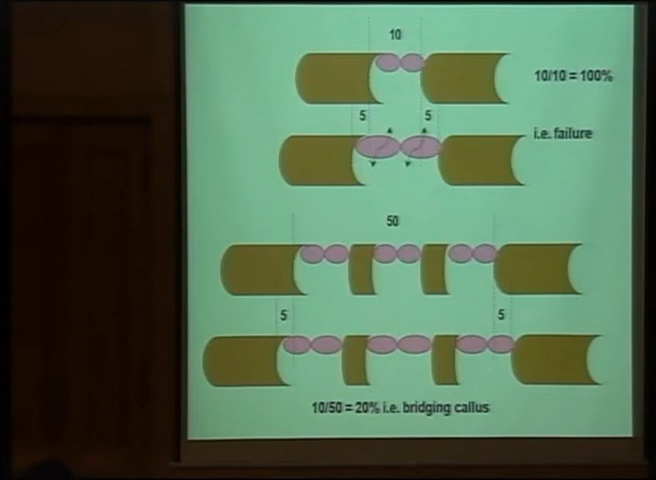 10
10/10 = 100%
5 5
i.e. failure
50
5 5
10/50 = 20% i.e. bridging callus